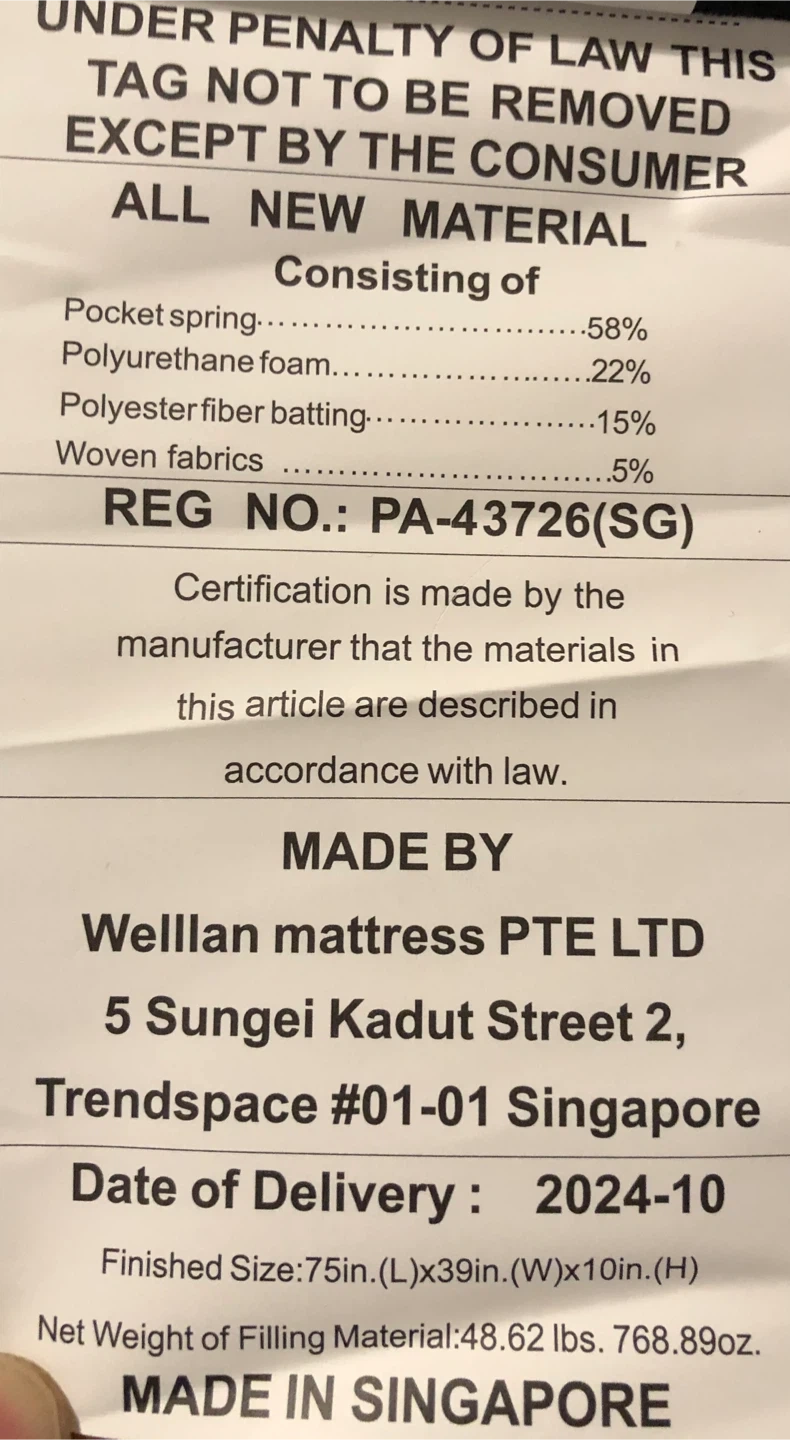 UNDER PENALTY OF LAW THIS
TAG NOT TO BE REMOVED
EXCEPT BY THE CONSUMER
ALL NEW MATERIAL
Consisting of
Pocket spring..................................58%
Polyurethane foam..........................22%
Polyester fiber batting......................15%
Woven fabrics ..................................5%
REG NO.: PA-43726(SG)
Certification is made by the
manufacturer that the materials in
this article are described in
accordance with law.
MADE BY
Welllan mattress PTE LTD
5 Sungei Kadut Street 2,
Trendspace #01-01 Singapore
Date of Delivery : 2024-10
Finished Size:75in.(L)x39in.(W)x10in.(H)
Net Weight of Filling Material:48.62 lbs. 768.89oz.
MADE IN SINGAPORE